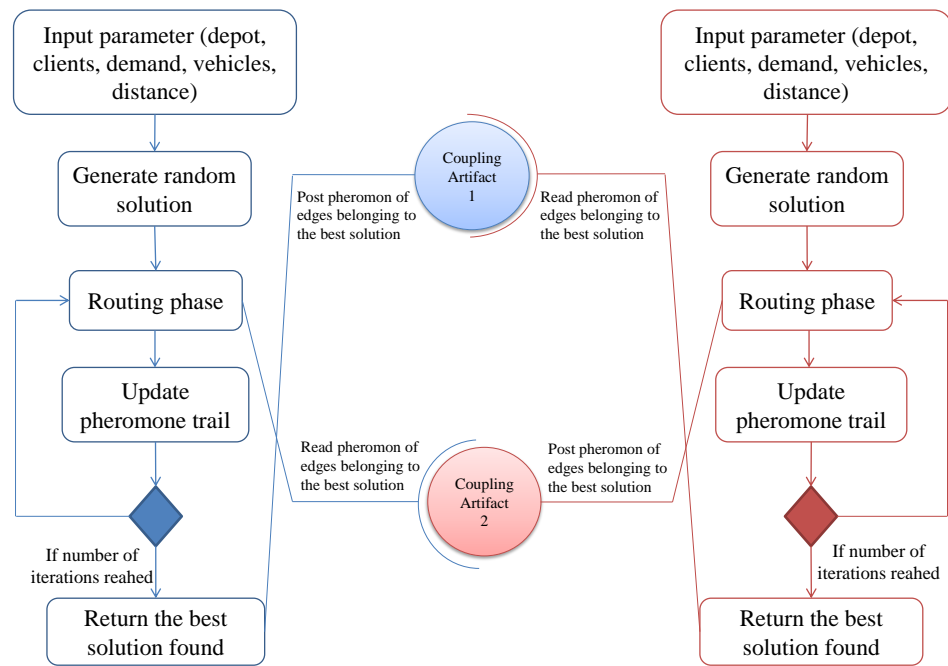 Input parameter (depot,
clients, demand, vehicles,
distance)
Generate random
solution
Routing phase
Update
pheromone trail
If number of
iterations reahed
Return the best
solution found
Post pheromon of
edges belonging to
the best solution
Coupling
Artifact
1
Read pheromon of
edges belonging to
the best solution
Read pheromon of
edges belonging to
the best solution
Coupling
Artifact
2
Post pheromon of
edges belonging to
the best solution
Input parameter (depot,
clients, demand, vehicles,
distance)
Generate random
solution
Routing phase
Update
pheromone trail
If number of
iterations reahed
Return the best
solution found